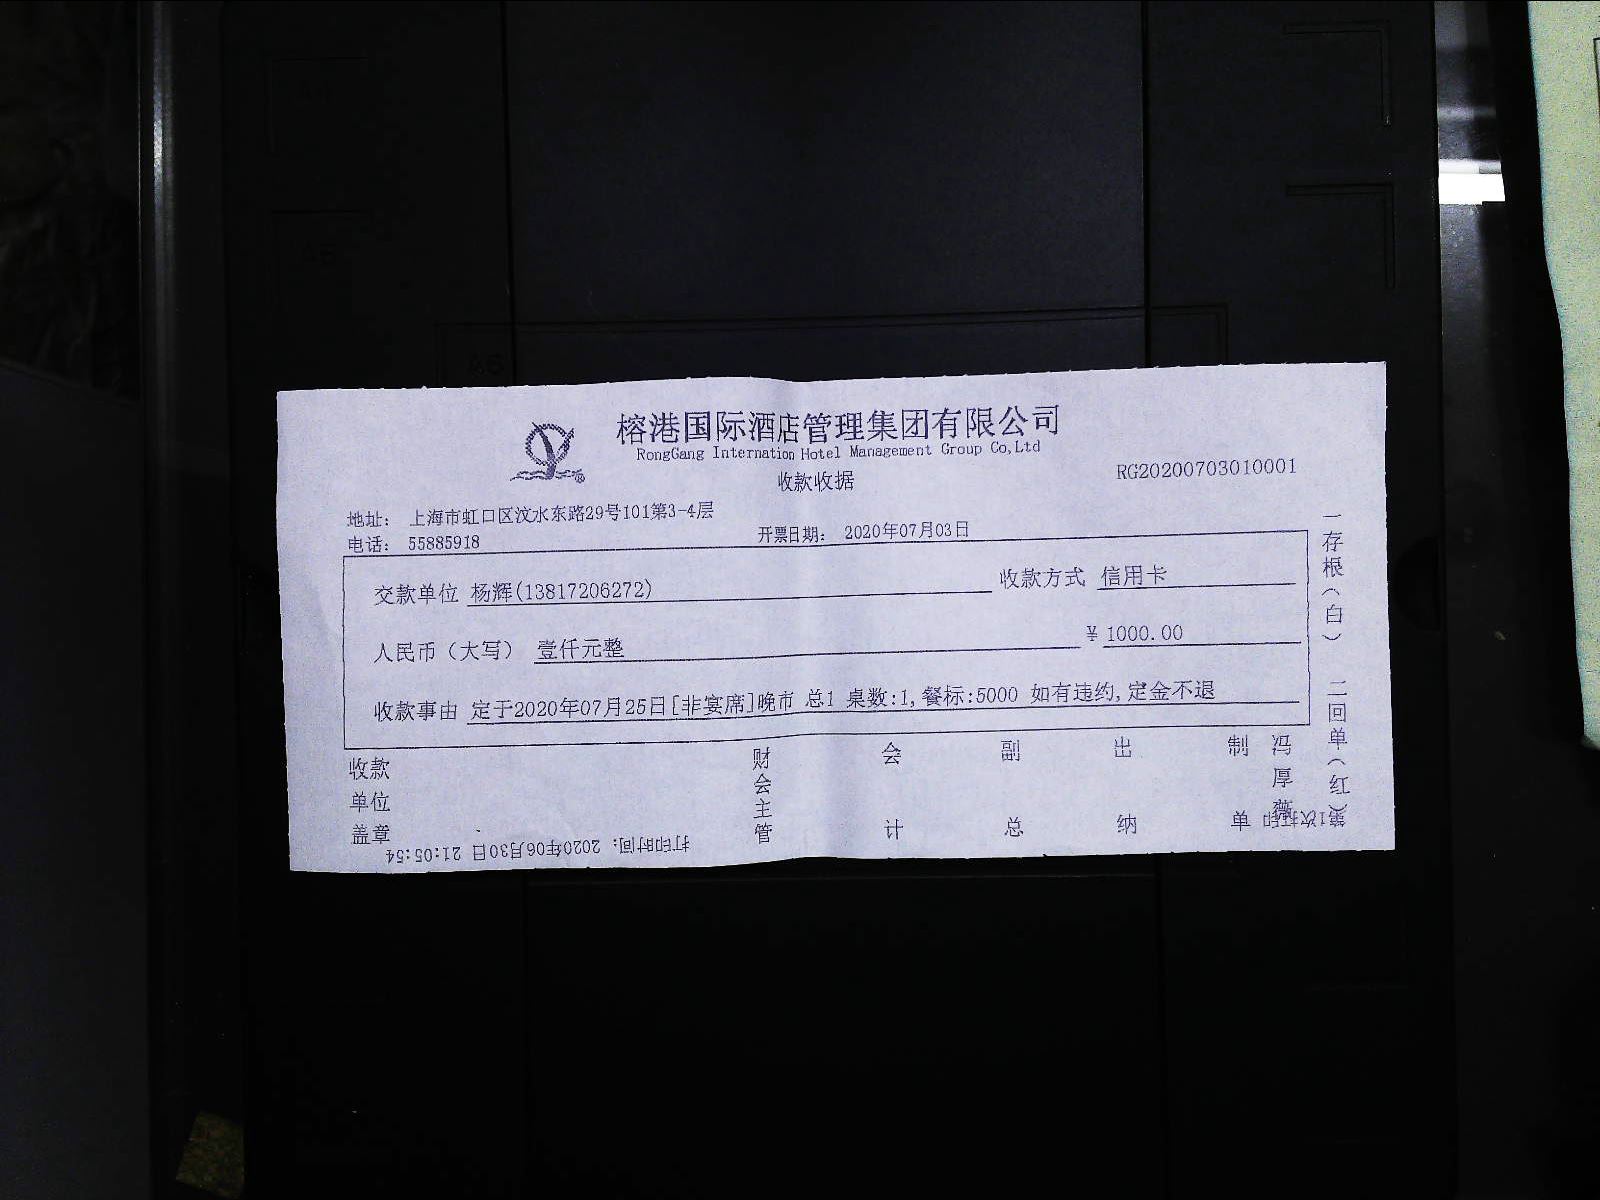 榕港国际酒店管理集团有限公司
RongGang Internation Hotel Management Group Co,Ltd
收款收据
RG20200703010001
地址： 上海市虹口区汶水东路29号101第3-4层
电话： 55885918
开票日期： 2020年07月03日
交款单位 杨辉(13817206272) 收款方式 信用卡
人民币（大写） 壹仟元整 ¥ 1000.00
收款事由 定于2020年07月25日[非宴席]晚市 总1 桌数:1,餐标:5000 如有违约,定金不退
收款单位盖章
财会主管
会计
副总
出纳
制单
冯厚薇
一存根（白） 二回单（红）
第1次打印
打印时间：2020年06月30日 21:05:54